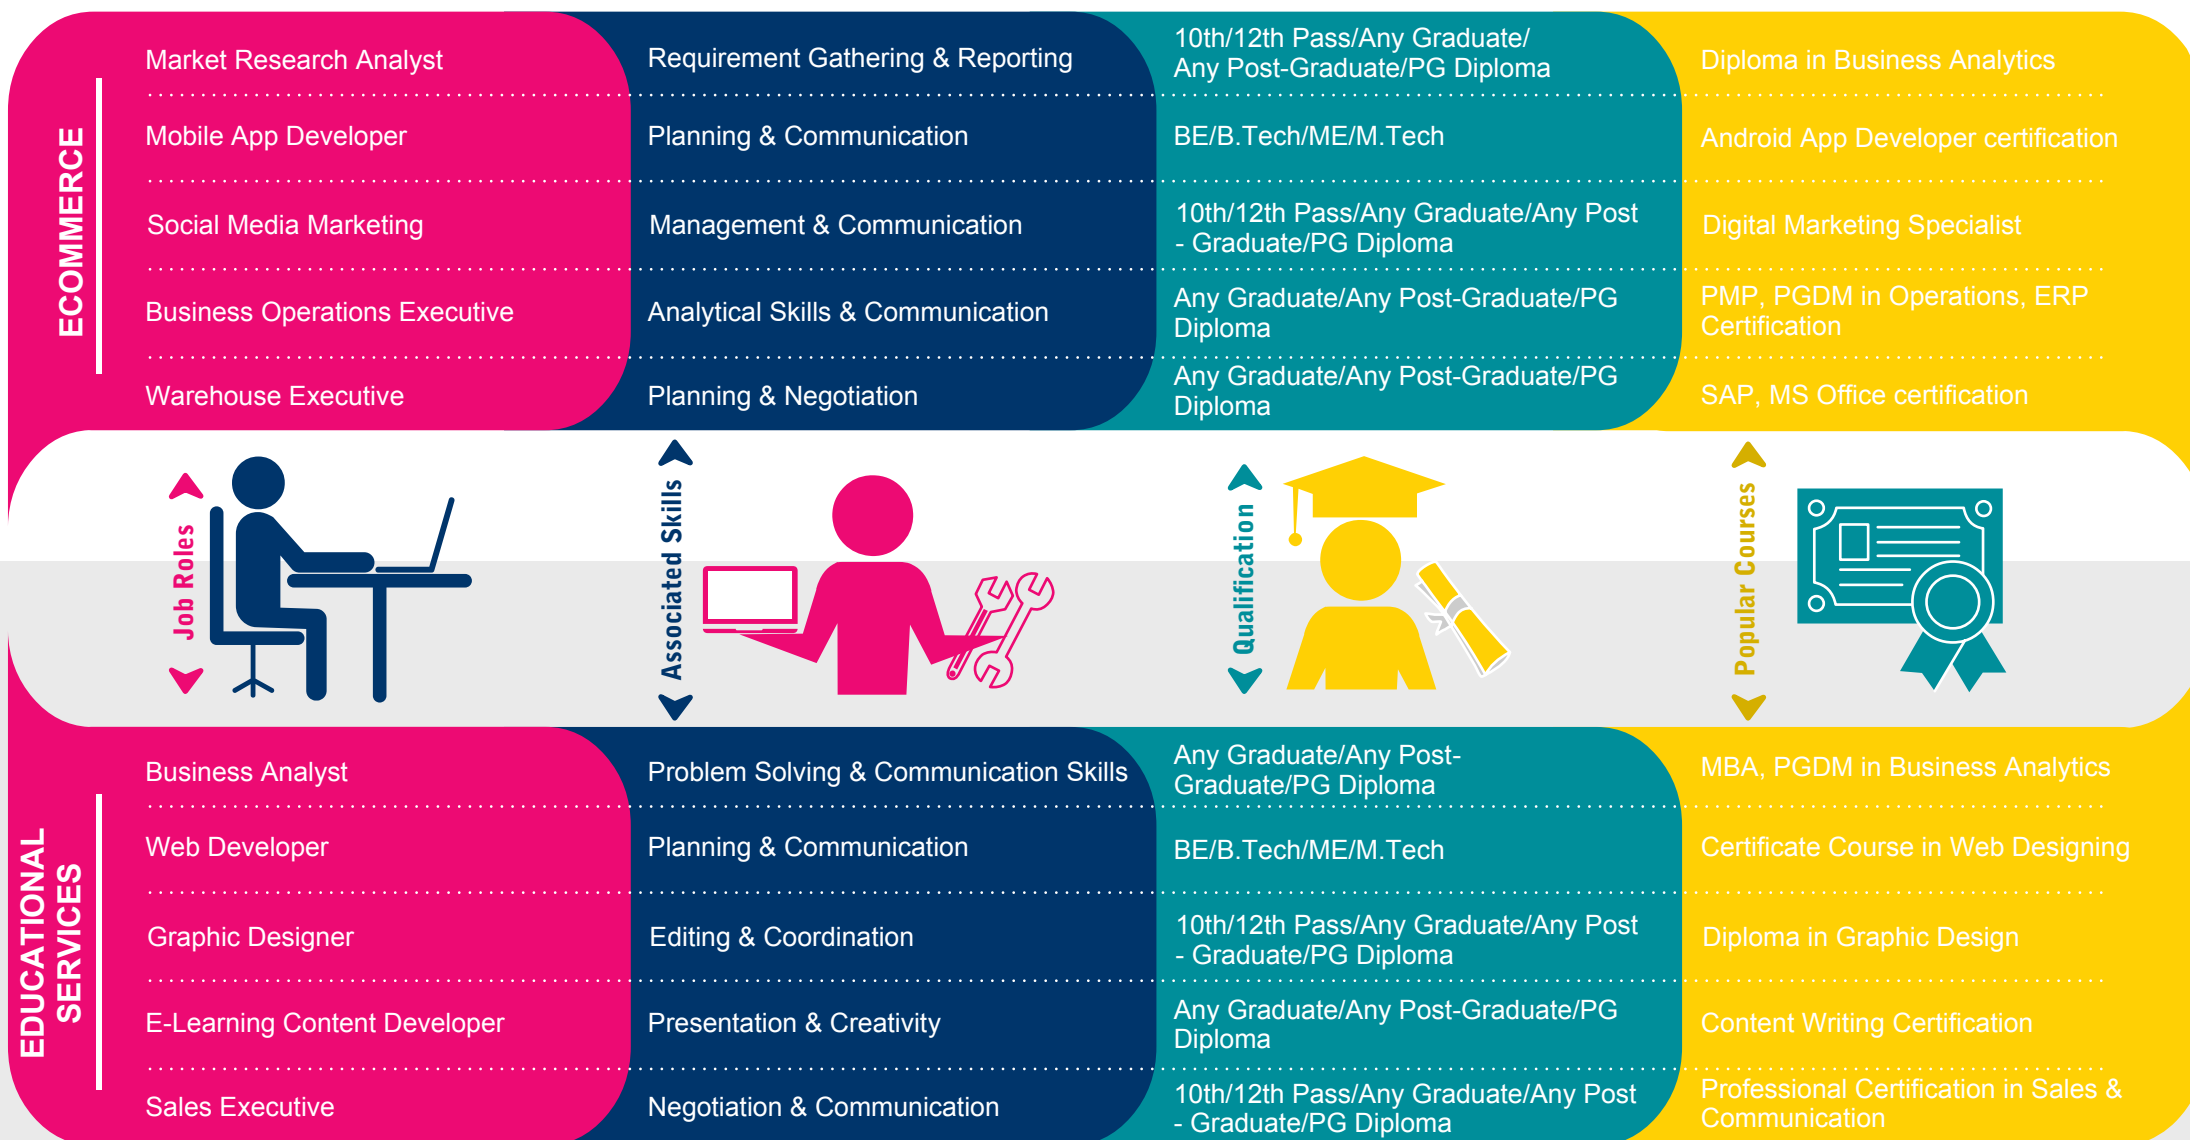 ECOMMERCE
Market Research Analyst
Requirement Gathering & Reporting
10th/12th Pass/Any Graduate/
Any Post-Graduate/PG Diploma
Diploma in Business Analytics
Mobile App Developer
Planning & Communication
BE/B.Tech/ME/M.Tech
Android App Developer certification
Social Media Marketing
Management & Communication
10th/12th Pass/Any Graduate/Any Post
- Graduate/PG Diploma
Digital Marketing Specialist
Business Operations Executive
Analytical Skills & Communication
Any Graduate/Any Post-Graduate/PG
Diploma
PMP, PGDM in Operations, ERP
Certification
Warehouse Executive
Planning & Negotiation
Any Graduate/Any Post-Graduate/PG
Diploma
SAP, MS Office certification
Job Roles
Associated Skills
Qualification
Popular Courses
EDUCATIONAL
SERVICES
Business Analyst
Problem Solving & Communication Skills
Any Graduate/Any Post-
Graduate/PG Diploma
MBA, PGDM in Business Analytics
Web Developer
Planning & Communication
BE/B.Tech/ME/M.Tech
Certificate Course in Web Designing
Graphic Designer
Editing & Coordination
10th/12th Pass/Any Graduate/Any Post
- Graduate/PG Diploma
Diploma in Graphic Design
E-Learning Content Developer
Presentation & Creativity
Any Graduate/Any Post-Graduate/PG
Diploma
Content Writing Certification
Sales Executive
Negotiation & Communication
10th/12th Pass/Any Graduate/Any Post
- Graduate/PG Diploma
Professional Certification in Sales &
Communication